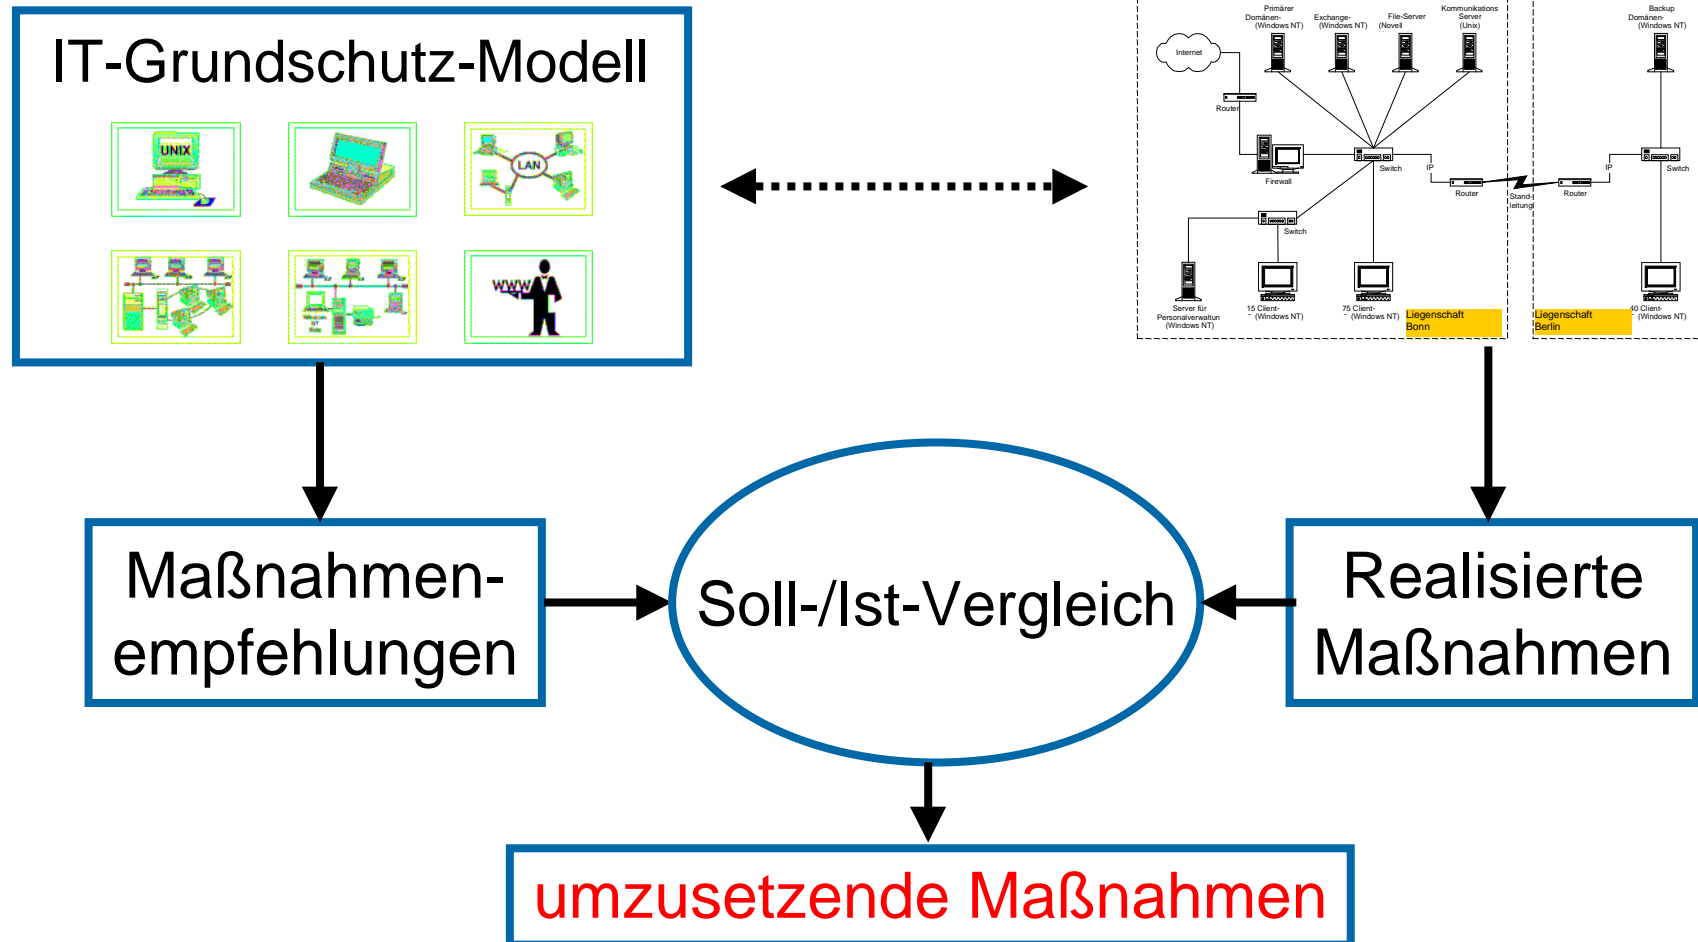 IT-Grundschutz-Modell
UNIX
LAN
WWW
Primärer
Domänen-
(Windows NT)
Exchange-
(Windows NT)
File-Server
(Novell
Kommunikations
Server
(Unix)
Internet
Router
Firewall
Switch
IP
Router
Stand-
leitung
Switch
Server für
Personalverwaltun
(Windows NT)
15 Client-
(Windows NT)
75 Client-
(Windows NT)
Liegenschaft
Bonn
Backup
Domänen-
(Windows NT)
IP
Router
Switch
Liegenschaft
Berlin
40 Client-
(Windows NT)
Maßnahmen-
empfehlungen
Soll-/Ist-Vergleich
Realisierte
Maßnahmen
umzusetzende Maßnahmen